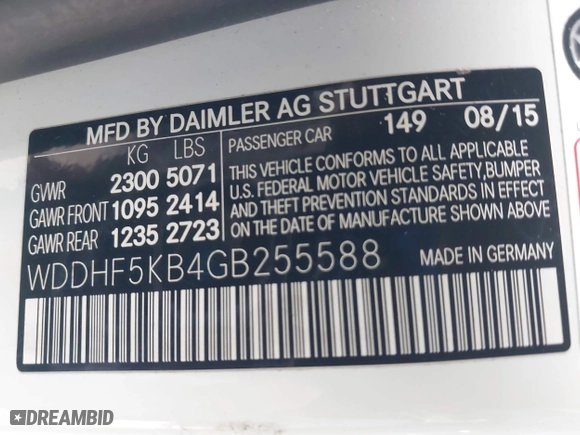 MFD BY DAIMLER AG STUTTGART
KG LBS PASSENGER CAR 149 08/15
GVWR 2300 5071
GAWR FRONT 1095 2414
GAWR REAR 1235 2723
THIS VEHICLE CONFORMS TO ALL APPLICABLE
U.S. FEDERAL MOTOR VEHICLE SAFETY, BUMPER
AND THEFT PREVENTION STANDARDS IN EFFECT
ON THE DATE OF MANUFACTURE SHOWN ABOVE.
WDDHF5KB4GB255588 MADE IN GERMANY
DREAMBID